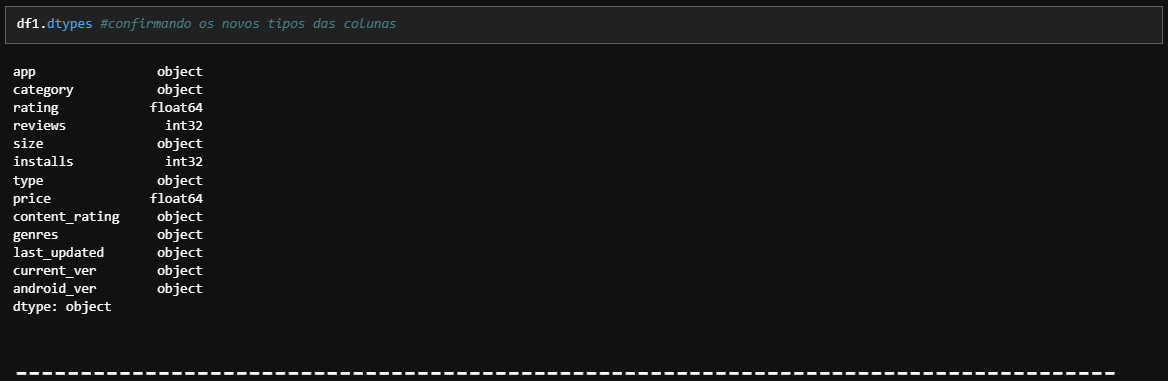 df1.dtypes #confirmando os novos tipos das colunas
app object
category object
rating float64
reviews int32
size object
installs int32
type object
price float64
content_rating object
genres object
last_updated object
current_ver object
android_ver object
dtype: object